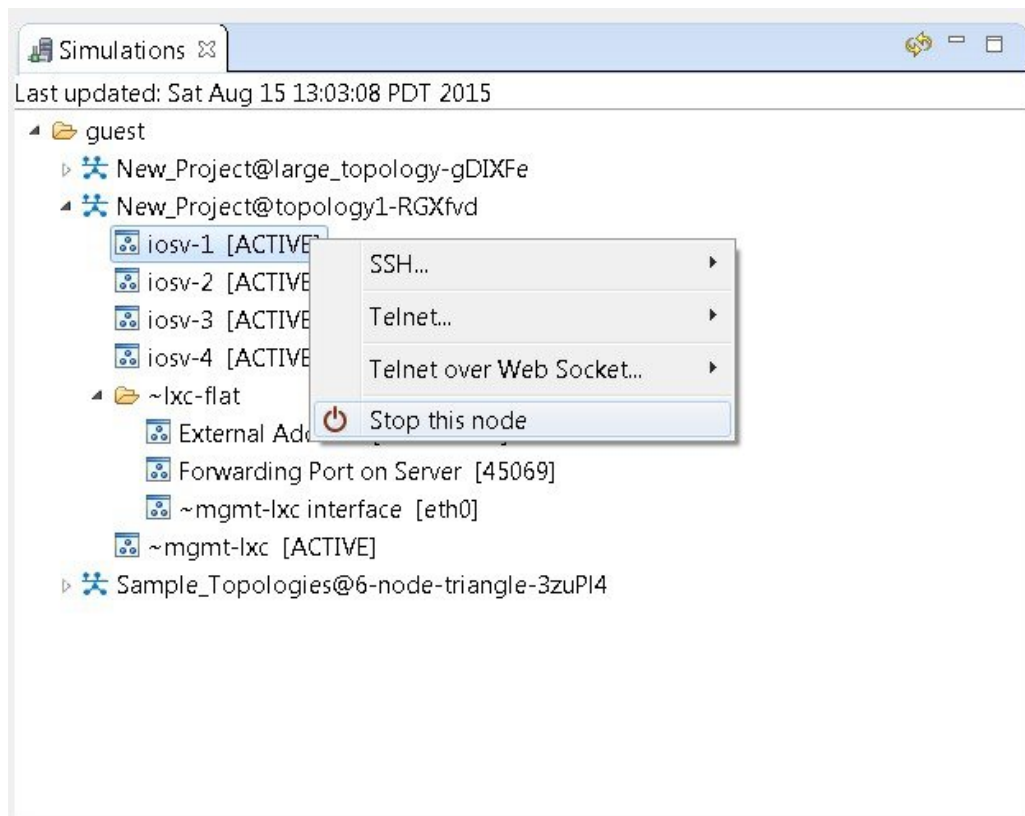 Simulations
Last updated: Sat Aug 15 13:03:08 PDT 2015
guest
New_Project@large_topology-gDIXFe
New_Project@topology1-RGXfvd
iosv-1 [ACTIVE]
SSH...
iosv-2 [ACTIVE
Telnet...
iosv-3 [ACTIVE
iosv-4 [ACTIVE
Telnet over Web Socket...
~lxc-flat
Stop this node
External Add
Forwarding Port on Server [45069]
~mgmt-lxc interface [eth0]
~mgmt-lxc [ACTIVE]
Sample_Topologies@6-node-triangle-3zuPl4